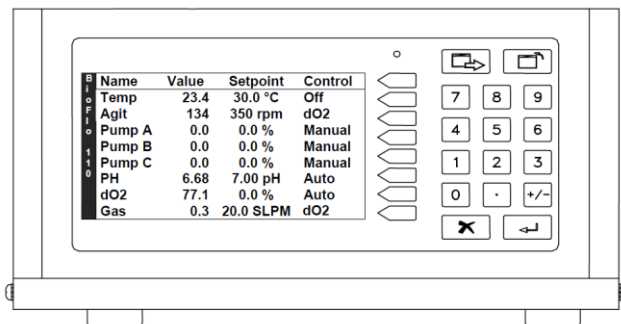 BioFlo 110
Name Value Setpoint Control
Temp 23.4 30.0 °C Off
Agit 134 350 rpm dO2
Pump A 0.0 0.0 % Manual
Pump B 0.0 0.0 % Manual
Pump C 0.0 0.0 % Manual
PH 6.68 7.00 pH Auto
dO2 77.1 0.0 % Auto
Gas 0.3 20.0 SLPM dO2
7 8 9
4 5 6
1 2 3
0 . +/-